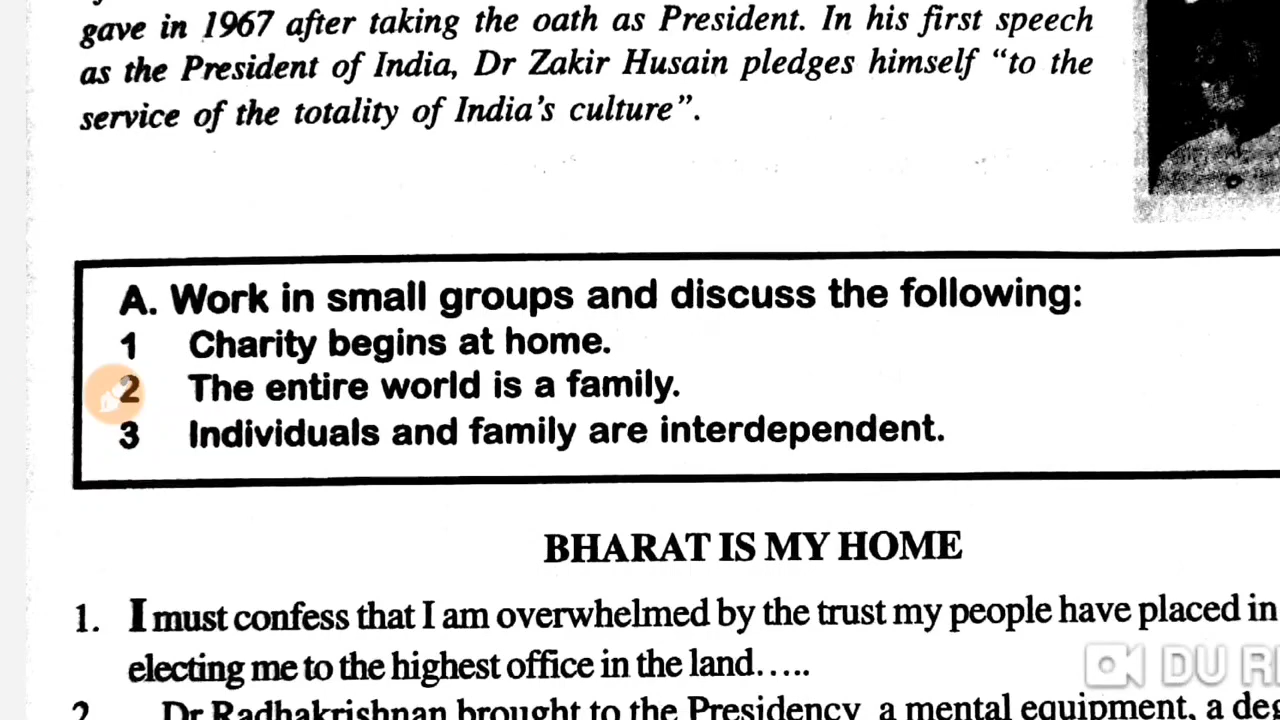 gave in 1967 after taking the oath as President. In his first speech
as the President of India, Dr Zakir Husain pledges himself “to the
service of the totality of India’s culture”.
A. Work in small groups and discuss the following:
1 Charity begins at home.
2 The entire world is a family.
3 Individuals and family are interdependent.
BHARAT IS MY HOME
1. I must confess that I am overwhelmed by the trust my people have placed in
electing me to the highest office in the land…..
2. Dr Radhakrishnan brought to the Presidency, a mental equipment, a
DU